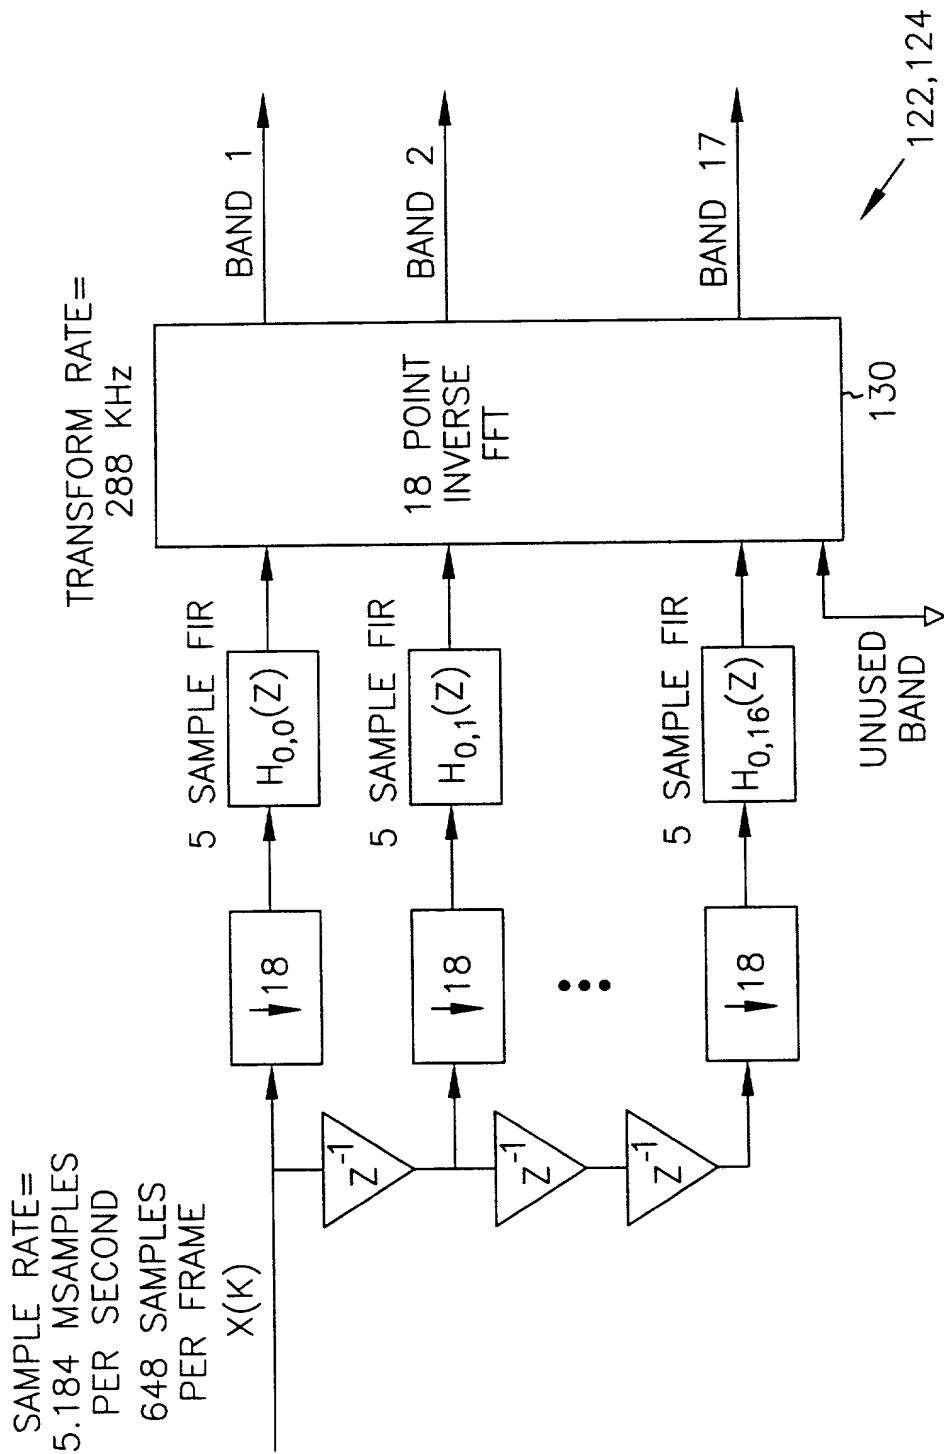 SAMPLE RATE=
5.184 MSAMPLES
PER SECOND
648 SAMPLES
PER FRAME
X(K)
Z-1
Z-1
Z-1
↓18
↓18
↓18
5 SAMPLE FIR
H0,0(Z)
5 SAMPLE FIR
H0,1(Z)
5 SAMPLE FIR
H0,16(Z)
UNUSED
BAND
TRANSFORM RATE=
288 KHz
18 POINT
INVERSE
FFT
130
BAND 1
BAND 2
BAND 17
122,124